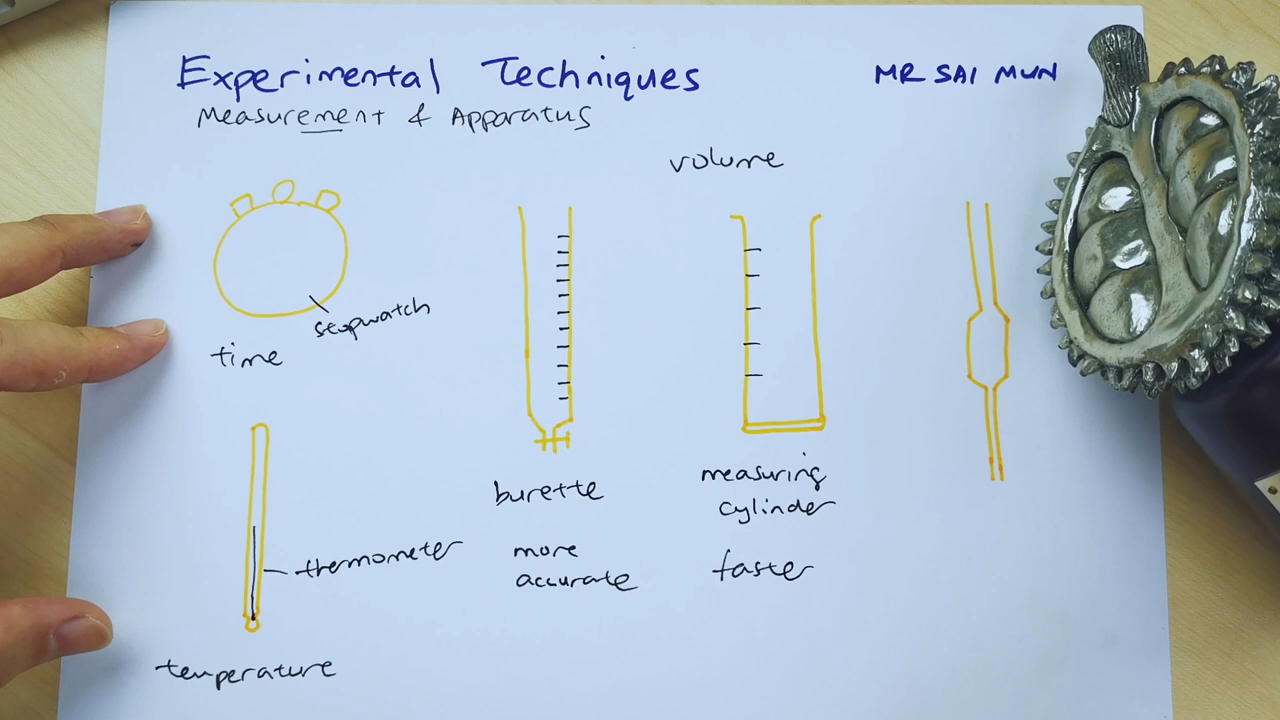 Experimental Techniques
MR SAI MUN
Measurement & Apparatus
volume
stopwatch
time
burette
measuring
cylinder
more
accurate
faster
thermometer
temperature